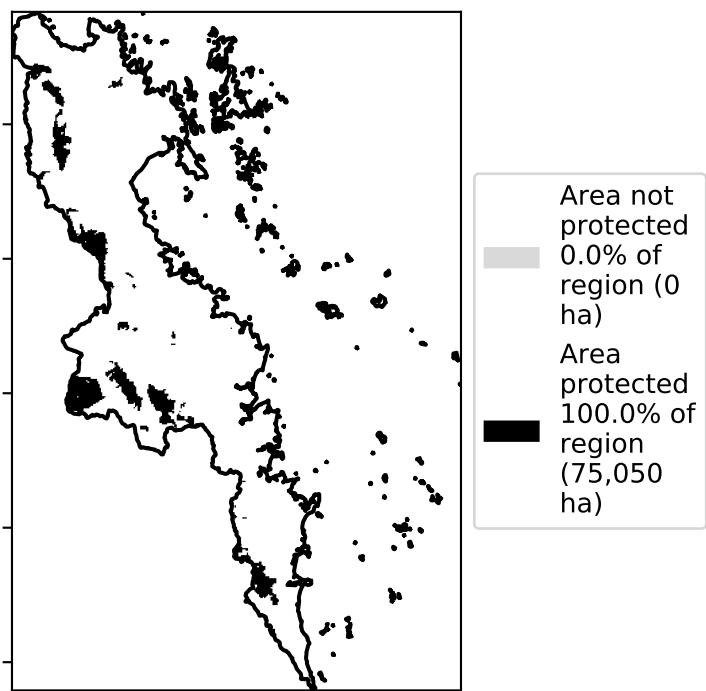 Area not
protected
0.0% of
region (0
ha)
Area
protected
100.0% of
region
(75,050
ha)